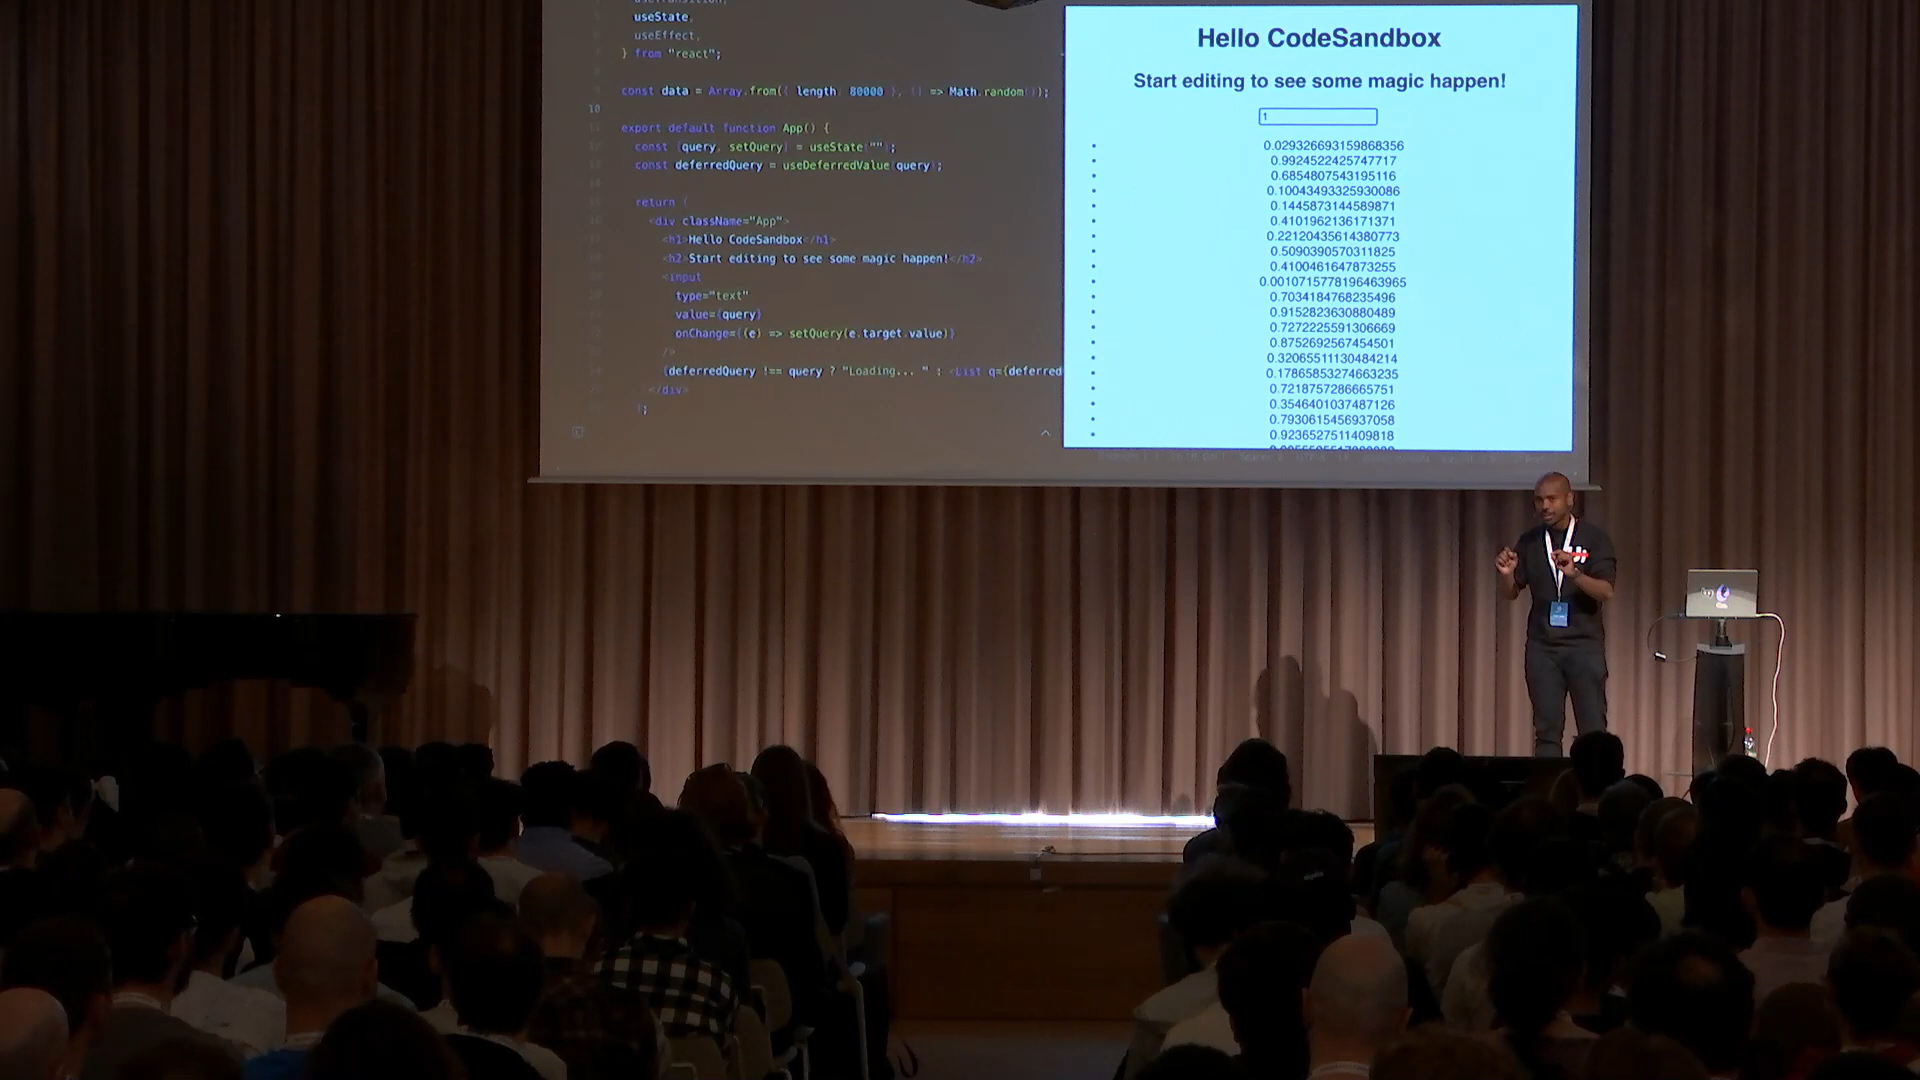 useTransition,
useState,
useEffect,
} from "react";
const data = Array.from({ length: 80000 }, () => Math.random());
10
export default function App() {
const [query, setQuery] = useState("");
const deferredQuery = useDeferredValue(query);
return (
<div className="App">
<h1>Hello CodeSandbox</h1>
<h2>Start editing to see some magic happen!</h2>
<input
type="text"
value={query}
onChange={(e) => setQuery(e.target.value)}
/>
{deferredQuery !== query ? "Loading... " : <List q={deferred
</div>
);
Hello CodeSandbox
Start editing to see some magic happen!
1
0.029326693159868356
0.9924522425747717
0.6854807543195116
0.10043493325930086
0.1445873144589871
0.4101962136171371
0.22120435614380773
0.5090390570311825
0.4100461647873255
0.0010715778196463965
0.7034184768235496
0.9152823630880489
0.7272225591306669
0.8752692567454501
0.32065511130484214
0.17865853274663235
0.7218757286665751
0.3546401037487126
0.7930615456937058
0.9236527511409818